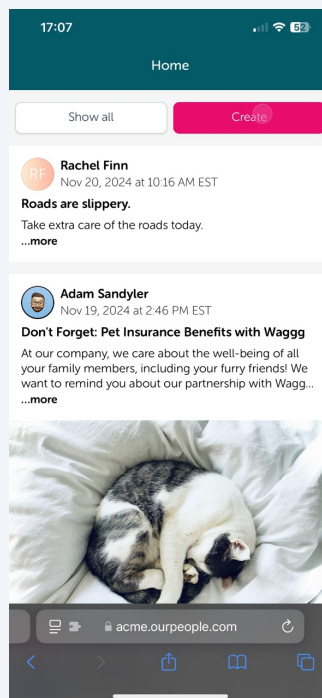 17:07
52
Home
Show all
Create
RF
Rachel Finn
Nov 20, 2024 at 10:16 AM EST
Roads are slippery.
Take extra care of the roads today.
...more
Adam Sandyler
Nov 19, 2024 at 2:46 PM EST
Don't Forget: Pet Insurance Benefits with Waggg
At our company, we care about the well-being of all
your family members, including your furry friends! We
want to remind you about our partnership with Wagg...
...more
acme.ourpeople.com